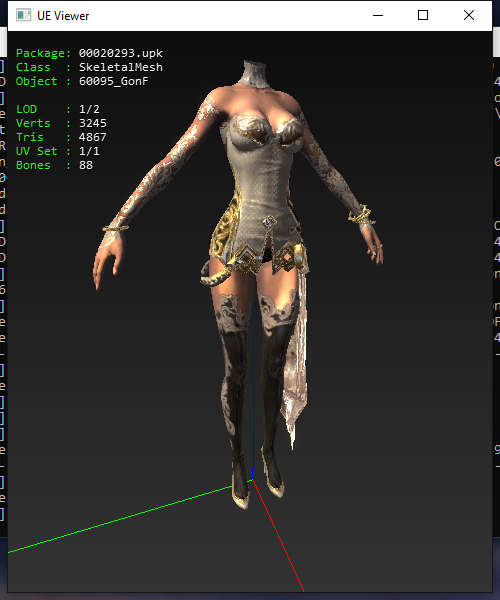 UE Viewer
Package: 00020293.upk
Class : SkeletalMesh
Object : 60095_GonF
LOD : 1/2
Verts : 3245
Tris : 4867
UV Set : 1/1
Bones : 88